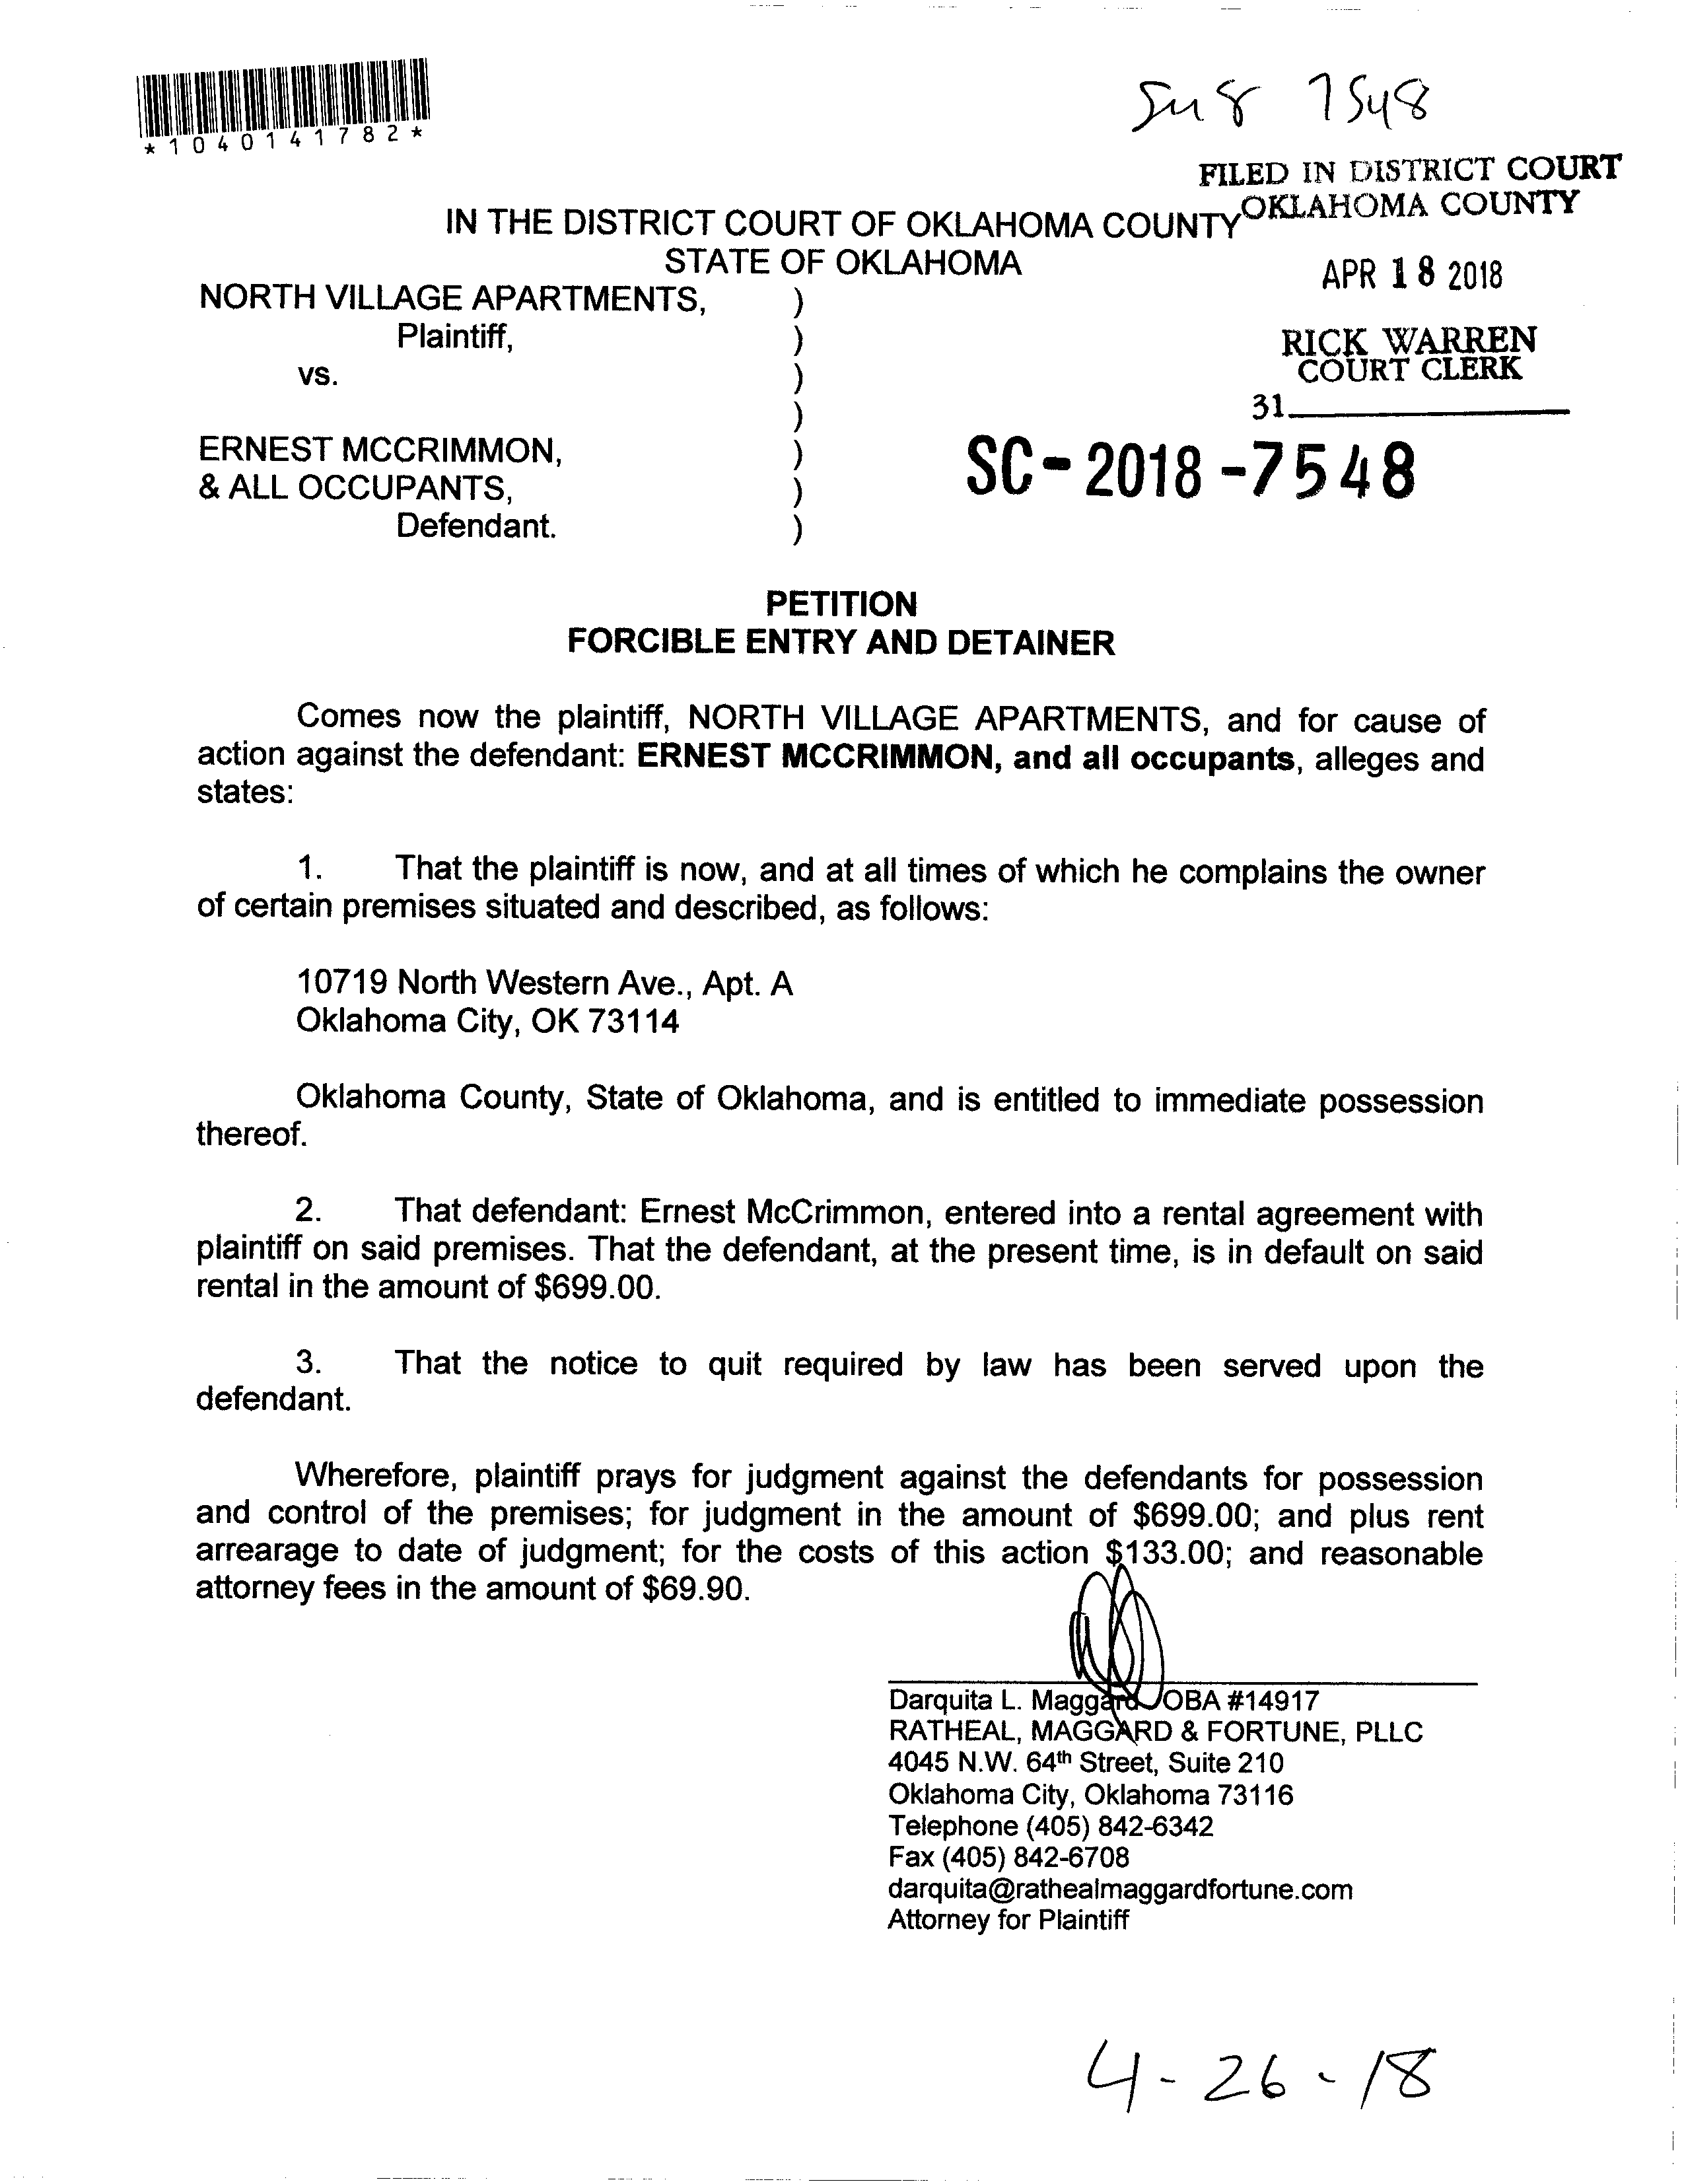 *1040141782*
7548
FILED IN DISTRICT COURT
OKLAHOMA COUNTY
IN THE DISTRICT COURT OF OKLAHOMA COUNTY
STATE OF OKLAHOMA
APR 18 2018
NORTH VILLAGE APARTMENTS, )
Plaintiff, )
RICK WARREN
COURT CLERK
vs. )
)
31
ERNEST MCCRIMMON, )
& ALL OCCUPANTS, )
Defendant. )
SC-2018-7548
PETITION
FORCIBLE ENTRY AND DETAINER
Comes now the plaintiff, NORTH VILLAGE APARTMENTS, and for cause of
action against the defendant: ERNEST MCCRIMMON, and all occupants, alleges and
states:
1. That the plaintiff is now, and at all times of which he complains the owner
of certain premises situated and described, as follows:
10719 North Western Ave., Apt. A
Oklahoma City, OK 73114
Oklahoma County, State of Oklahoma, and is entitled to immediate possession
thereof.
2. That defendant: Ernest McCrimmon, entered into a rental agreement with
plaintiff on said premises. That the defendant, at the present time, is in default on said
rental in the amount of $699.00.
3. That the notice to quit required by law has been served upon the
defendant.
Wherefore, plaintiff prays for judgment against the defendants for possession
and control of the premises; for judgment in the amount of $699.00; and plus rent
arrearage to date of judgment; for the costs of this action $133.00; and reasonable
attorney fees in the amount of $69.90.
Darquita L. Maggard OBA #14917
RATHEAL, MAGGARD & FORTUNE, PLLC
4045 N.W. 64th Street, Suite 210
Oklahoma City, Oklahoma 73116
Telephone (405) 842-6342
Fax (405) 842-6708
darquita@rathealmaggardfortune.com
Attorney for Plaintiff
4-26-18